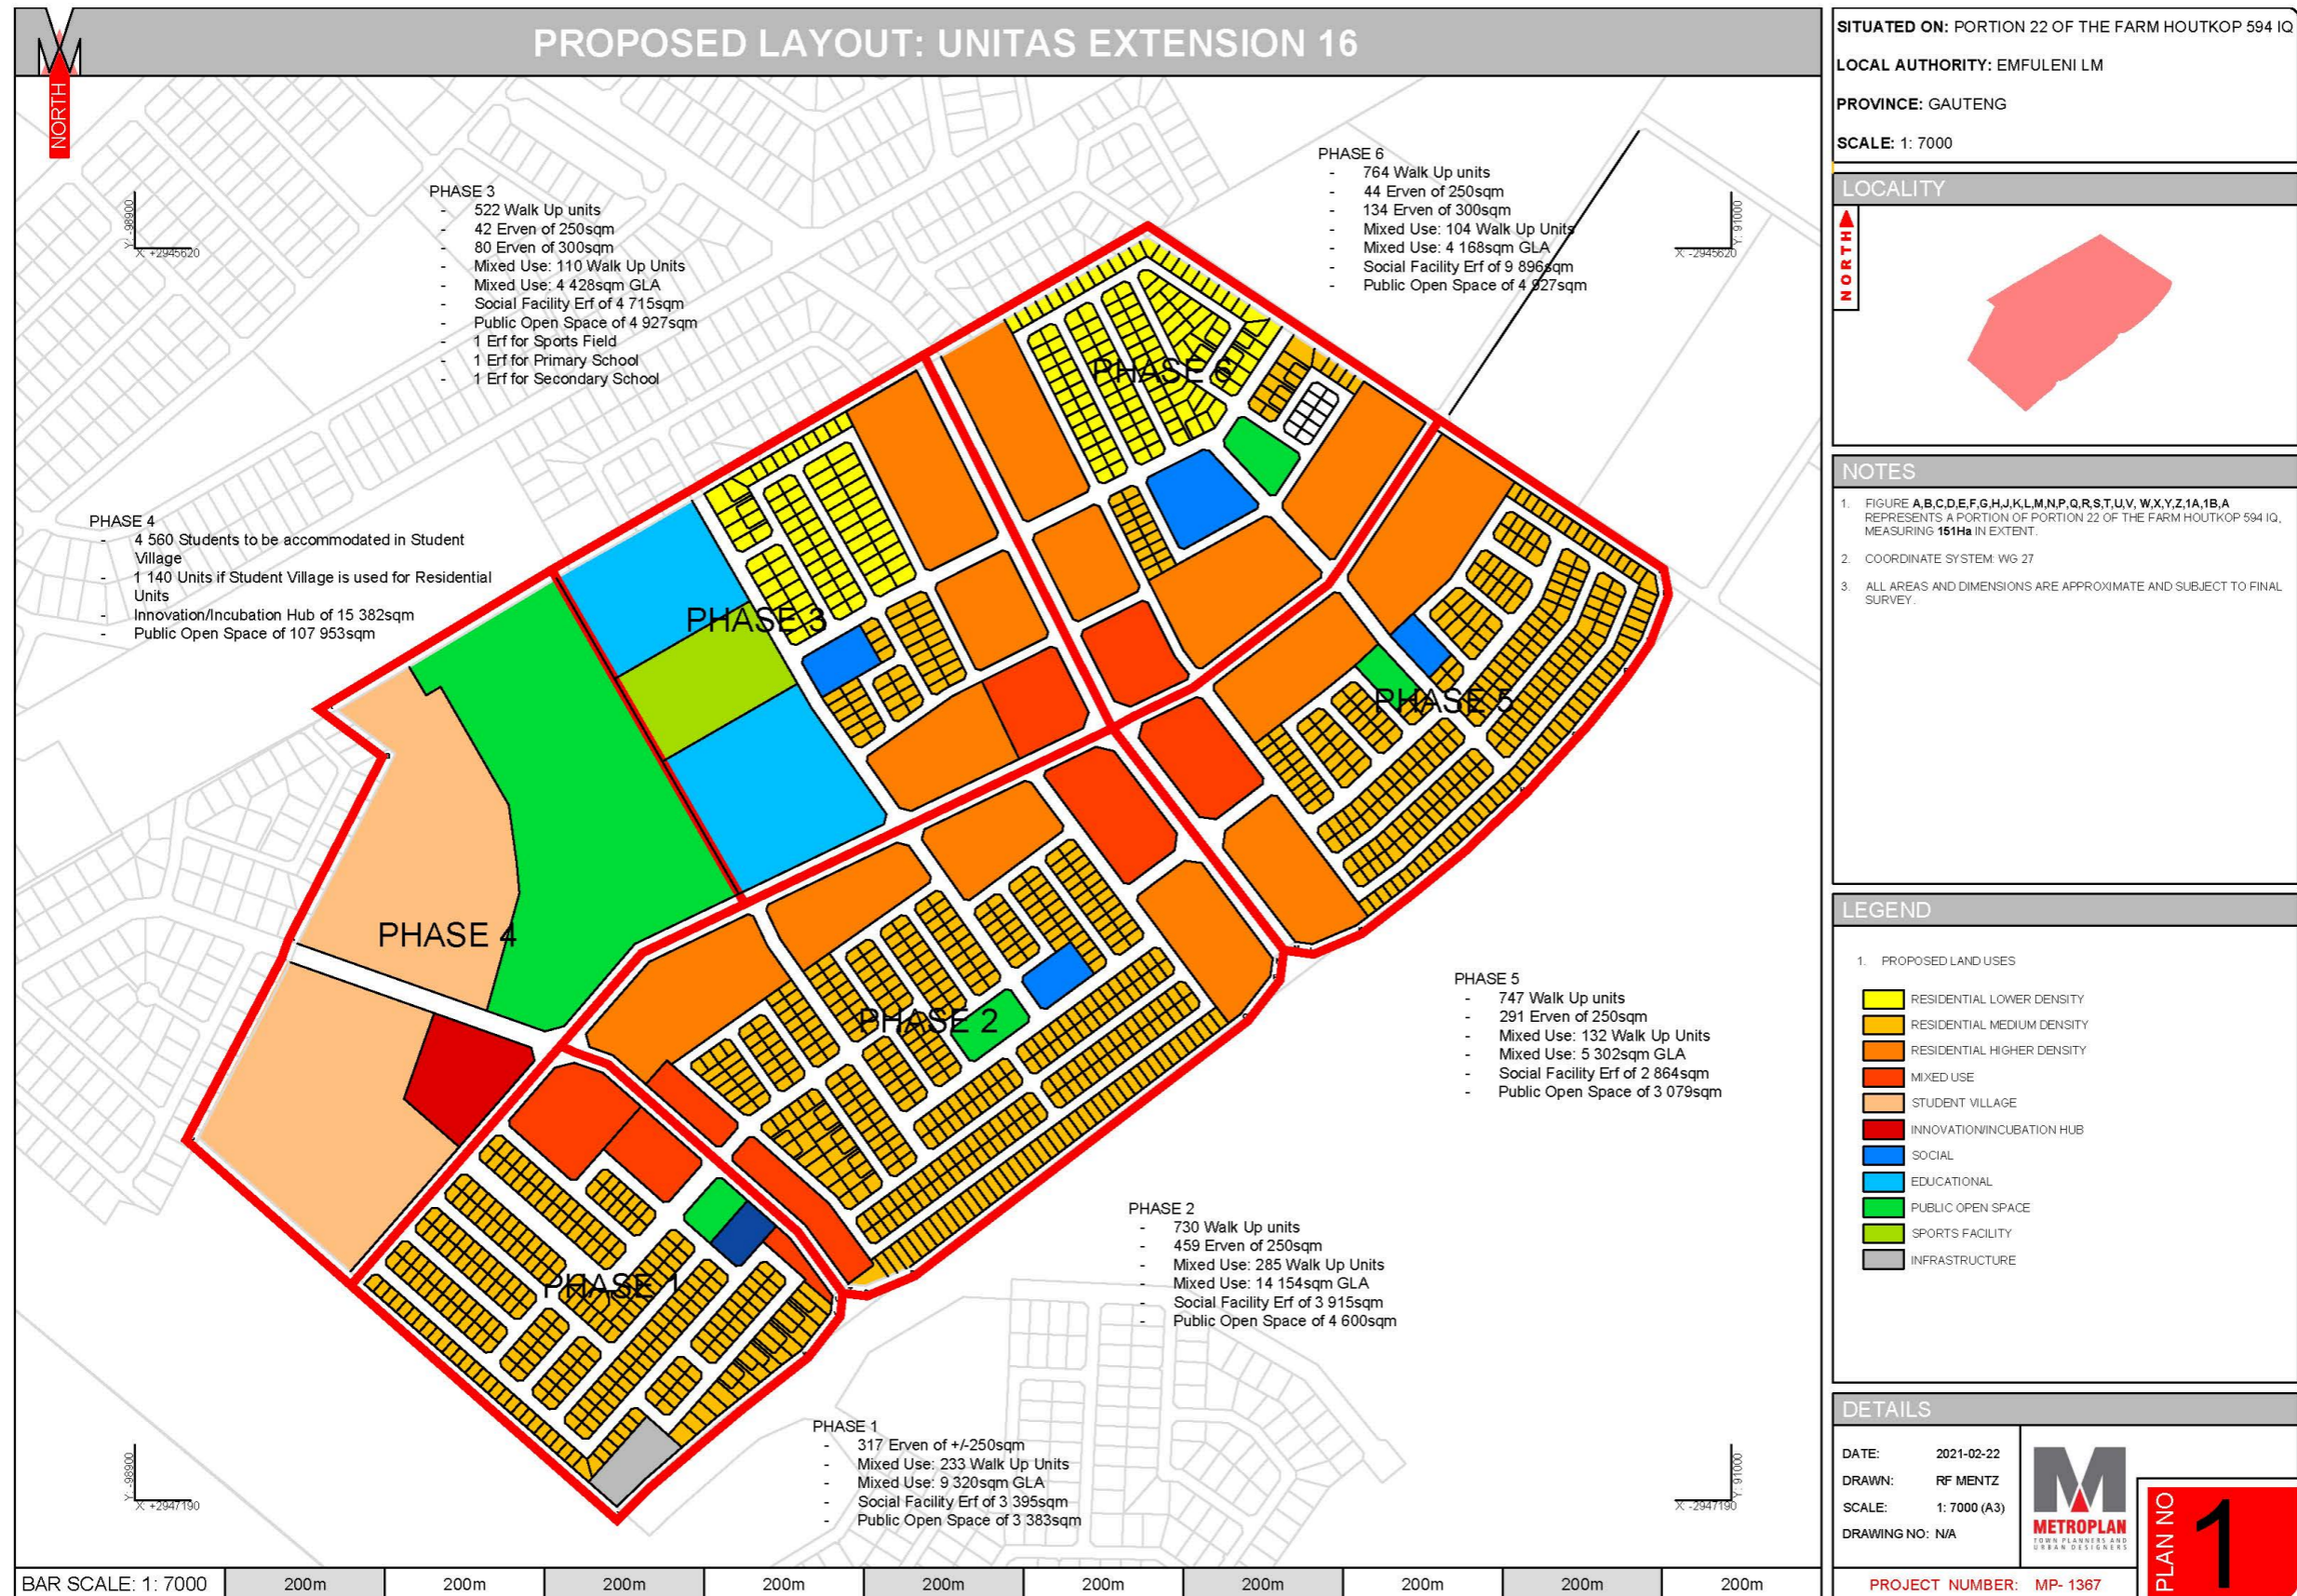 PROPOSED LAYOUT: UNITAS EXTENSION 16
NORTH
Y: -98900
X: +2945620
PHASE 3
- 522 Walk Up units
- 42 Erven of 250sqm
- 80 Erven of 300sqm
- Mixed Use: 110 Walk Up Units
- Mixed Use: 4 428sqm GLA
- Social Facility Erf of 4 715sqm
- Public Open Space of 4 927sqm
- 1 Erf for Sports Field
- 1 Erf for Primary School
- 1 Erf for Secondary School
PHASE 6
- 764 Walk Up units
- 44 Erven of 250sqm
- 134 Erven of 300sqm
- Mixed Use: 104 Walk Up Units
- Mixed Use: 4 168sqm GLA
- Social Facility Erf of 9 896sqm
- Public Open Space of 4 927sqm
Y: 91000
X: -2945620
PHASE 4
- 4 560 Students to be accommodated in Student
Village
- 1 140 Units if Student Village is used for Residential
Units
- Innovation/Incubation Hub of 15 382sqm
- Public Open Space of 107 953sqm
PHASE 6
PHASE 3
PHASE 5
PHASE 4
PHASE 2
PHASE 1
PHASE 5
- 747 Walk Up units
- 291 Erven of 250sqm
- Mixed Use: 132 Walk Up Units
- Mixed Use: 5 302sqm GLA
- Social Facility Erf of 2 864sqm
- Public Open Space of 3 079sqm
PHASE 2
- 730 Walk Up units
- 459 Erven of 250sqm
- Mixed Use: 285 Walk Up Units
- Mixed Use: 14 154sqm GLA
- Social Facility Erf of 3 915sqm
- Public Open Space of 4 600sqm
PHASE 1
- 317 Erven of +/-250sqm
- Mixed Use: 233 Walk Up Units
- Mixed Use: 9 320sqm GLA
- Social Facility Erf of 3 395sqm
- Public Open Space of 3 383sqm
Y: -98900
X: +2947190
Y: 91000
X: -2947190
BAR SCALE: 1: 7000 200m 200m 200m 200m 200m 200m 200m 200m 200m 200m
SITUATED ON: PORTION 22 OF THE FARM HOUTKOP 594 IQ
LOCAL AUTHORITY: EMFULENI LM
PROVINCE: GAUTENG
SCALE: 1: 7000
LOCALITY
NORTH
NOTES
1. FIGURE A,B,C,D,E,F,G,H,J,K,L,M,N,P,Q,R,S,T,U,V, W,X,Y,Z,1A,1B,A
REPRESENTS A PORTION OF PORTION 22 OF THE FARM HOUTKOP 594 IQ,
MEASURING 151Ha IN EXTENT.
2. COORDINATE SYSTEM: WG 27
3. ALL AREAS AND DIMENSIONS ARE APPROXIMATE AND SUBJECT TO FINAL
SURVEY.
LEGEND
1. PROPOSED LAND USES
RESIDENTIAL LOWER DENSITY
RESIDENTIAL MEDIUM DENSITY
RESIDENTIAL HIGHER DENSITY
MIXED USE
STUDENT VILLAGE
INNOVATION/INCUBATION HUB
SOCIAL
EDUCATIONAL
PUBLIC OPEN SPACE
SPORTS FACILITY
INFRASTRUCTURE
DETAILS
DATE: 2021-02-22
DRAWN: RF MENTZ
SCALE: 1: 7000 (A3)
DRAWING NO: N/A
METROPLAN
TOWN PLANNERS AND
URBAN DESIGNERS
PLAN NO 1
PROJECT NUMBER: MP- 1367